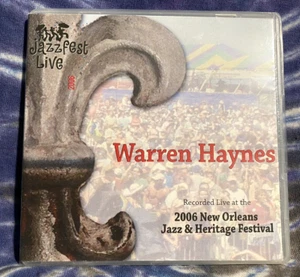 Jazzfest
Live
Warren Haynes
Recorded Live at the
2006 New Orleans
Jazz & Heritage Festival